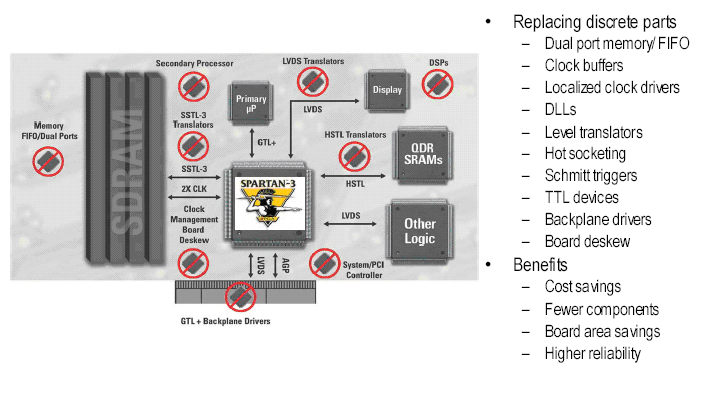 Secondary Processor
LVDS Translators
DSPs
Primary
µP
Display
LVDS
Memory
FIFO/Dual Ports
SSTL-3
Translators
GTL+
HSTL Translators
QDR
SRAMs
SDRAM
SSTL-3
HSTL
2X CLK
SPARTAN-3
Clock
Management
Board
Deskew
LVDS
Other
Logic
LVDS
AGP
System/PCI
Controller
GTL + Backplane Drivers
• Replacing discrete parts
– Dual port memory/ FIFO
– Clock buffers
– Localized clock drivers
– DLLs
– Level translators
– Hot socketing
– Schmitt triggers
– TTL devices
– Backplane drivers
– Board deskew
• Benefits
– Cost savings
– Fewer components
– Board area savings
– Higher reliability